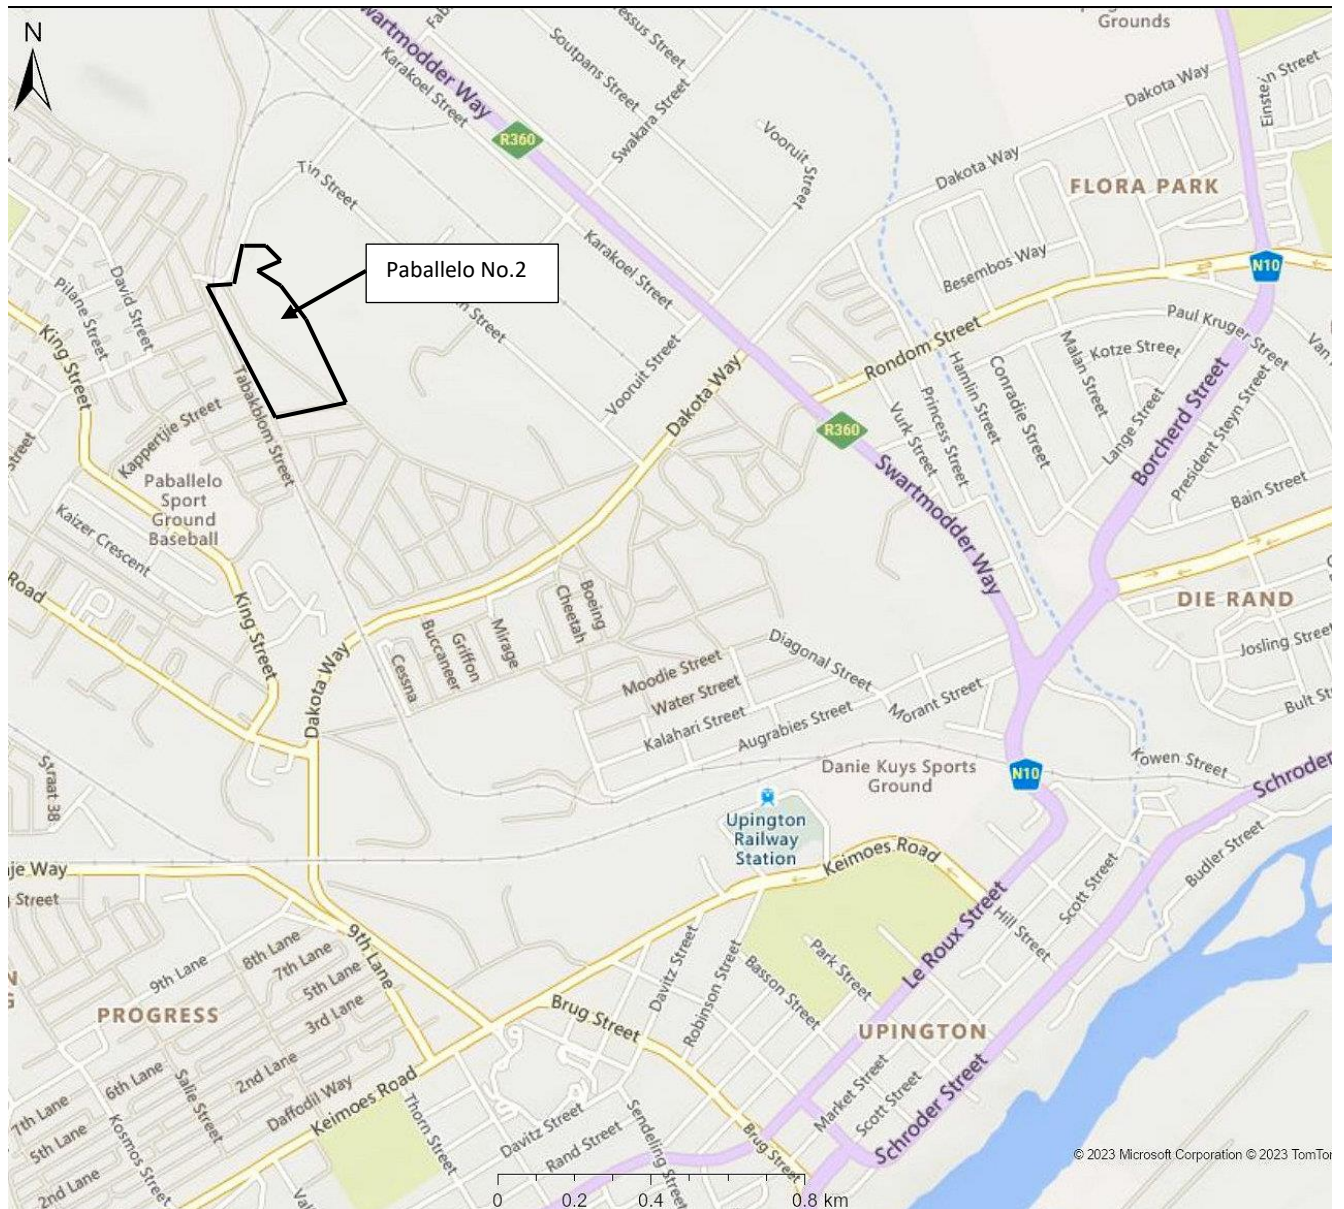 N
Swartmodder Way
Karakoel Street
Soutpans Street
Swakara Street
Grounds
Dakota Way
R360
Vooruit Street
Dakota Way
FLORA PARK
Tin Street
Karakoel Street
Besembos Way
N10
David Street
Pilane Street
Paballelo No.2
Paul Kruger Street
Kotze Street
Malan Street
King Street
Vooruit Street
Dakota Way
Rondom Street
Hamlin Street
Conradie Street
Princess Street
Vurk Street
Lange Street
Borcherd Street
President Steyn Street
Tabakblom Street
Kappertjie Street
R360
Swartmodder Way
Bain Street
Paballelo
Sport
Ground
Baseball
Kaizer Crescent
Road
King Street
Boeing
Cheetah
Mirage
Griffon
Buccaneer
Cessna
DIE RAND
Josling Street
Dakota Way
Moodie Street
Water Street
Diagonal Street
Kalahari Street
Augrabies Street
Morant Street
Kowen Street
Straat 38
Danie Kuys Sports
Ground
N10
Schroder
Upington
Railway
Station
Keimoes Road
Budler Street
Scott Street
Hill Street
Le Roux Street
9th Lane
9th Lane
8th Lane
7th Lane
5th Lane
3rd Lane
PROGRESS
Davitz Street
Robinson Street
Basson Street
Park Street
Brug Street
UPINGTON
2nd Lane
6th Lane
7th Lane
5th Lane
2nd Lane
Salie Street
Kosmos Street
Daffodil Way
Keimoes Road
Thorn Street
Davitz Street
Rand Street
Sendeling Street
Brug Street
Market Street
Scott Street
Schroder Street
© 2023 Microsoft Corporation © 2023 TomTom
0 0.2 0.4 0.8 km